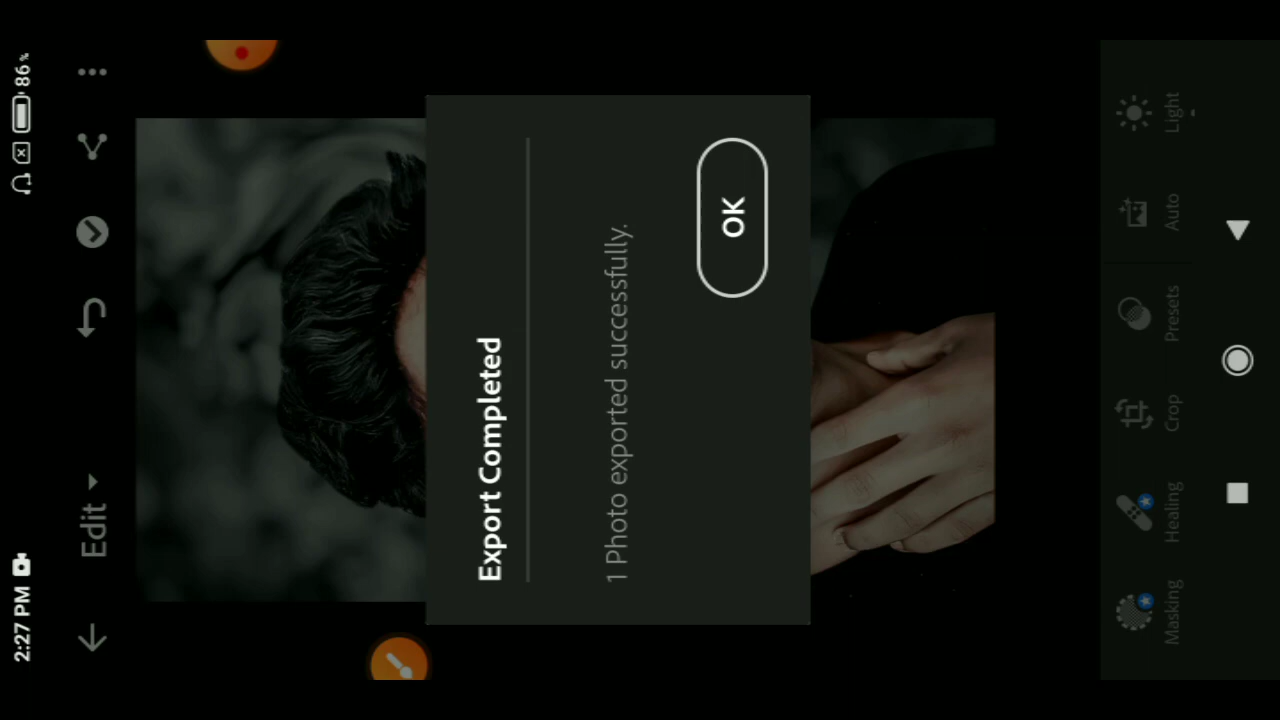 2:27 PM
86%
Edit
Export Completed
1 Photo exported successfully.
OK
Masking
Healing
Crop
Presets
Auto
Light